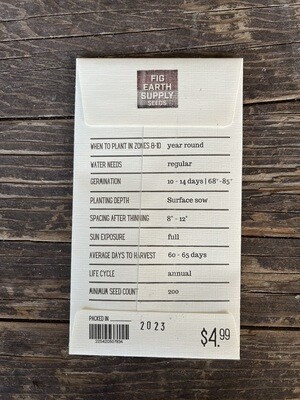 FIG
EARTH
SUPPLY
SEEDS
WHEN TO PLANT IN ZONES 8-10 year round
WATER NEEDS regular
GERMINATION 10 - 14 days | 68°-85°
PLANTING DEPTH Surface sow
SPACING AFTER THINNING 8" - 12"
SUN EXPOSURE full
AVERAGE DAYS TO HARVEST 60 - 65 days
LIFE CYCLE annual
MINIMUM SEED COUNT 200
PACKED IN 2023
$4.99